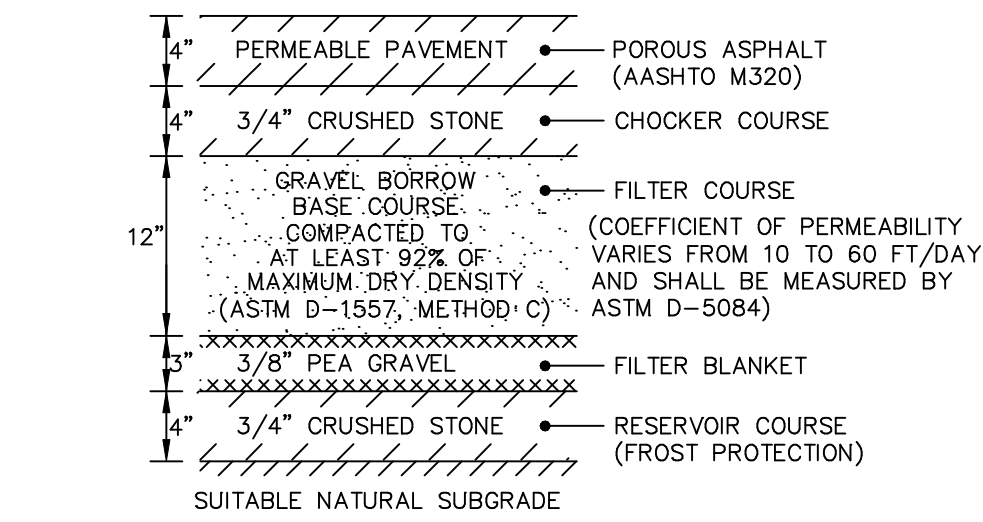 4" PERMEABLE PAVEMENT POROUS ASPHALT
(AASHTO M320)
4" 3/4" CRUSHED STONE CHOCKER COURSE
12"
GRAVEL BORROW
BASE COURSE
COMPACTED TO
AT LEAST 92% OF
MAXIMUM DRY DENSITY
(ASTM D-1557, METHOD C)
FILTER COURSE
(COEFFICIENT OF PERMEABILITY
VARIES FROM 10 TO 60 FT/DAY
AND SHALL BE MEASURED BY
ASTM D-5084)
3" 3/8" PEA GRAVEL FILTER BLANKET
4" 3/4" CRUSHED STONE RESERVOIR COURSE
(FROST PROTECTION)
SUITABLE NATURAL SUBGRADE